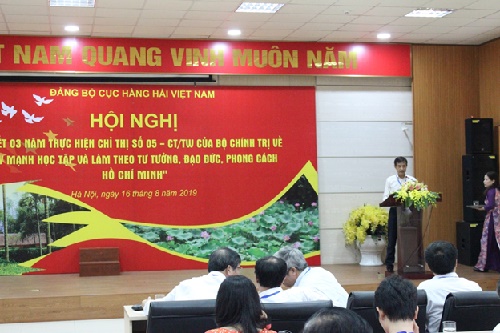 T NAM QUANG VINH MUÔN NĂM
ĐẢNG BỘ CỤC HÀNG HẢI VIỆT NAM
HỘI NGHỊ
ẾT 03 NĂM THỰC HIỆN CHỈ THỊ SỐ 05 - CT/TW CỦA BỘ CHÍNH TRỊ VỀ
Y MẠNH HỌC TẬP VÀ LÀM THEO TƯ TƯỞNG, ĐẠO ĐỨC, PHONG CÁCH
HỒ CHÍ MINH"
Hà Nội, ngày 16 tháng 8 năm 2019